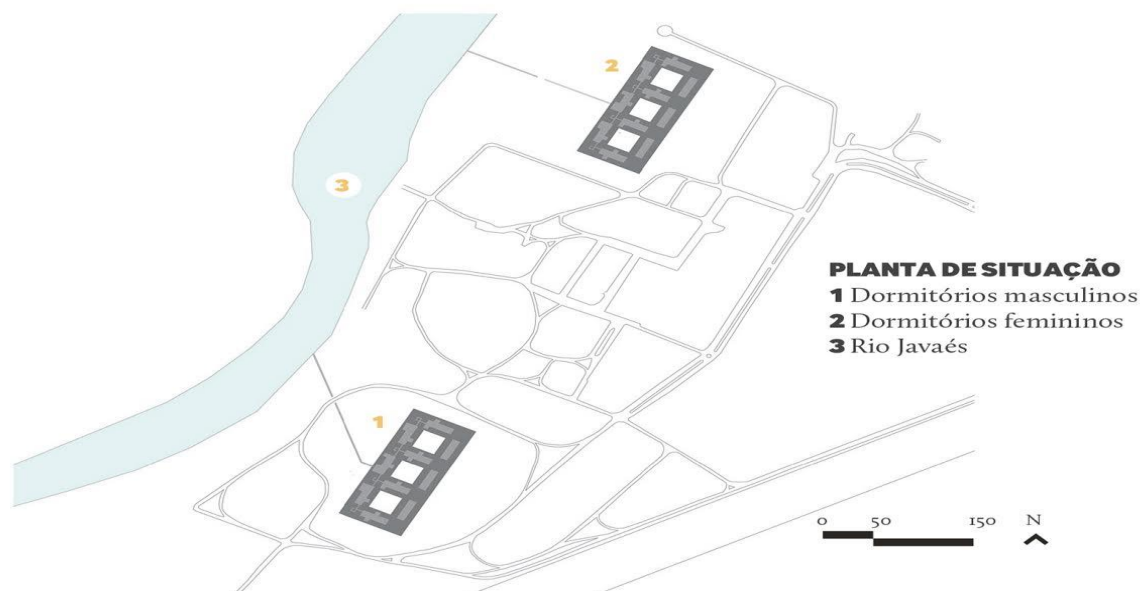 2
3
1
PLANTA DE SITUAÇÃO
1 Dormitórios masculinos
2 Dormitórios femininos
3 Rio Javaés
0 50 150 N